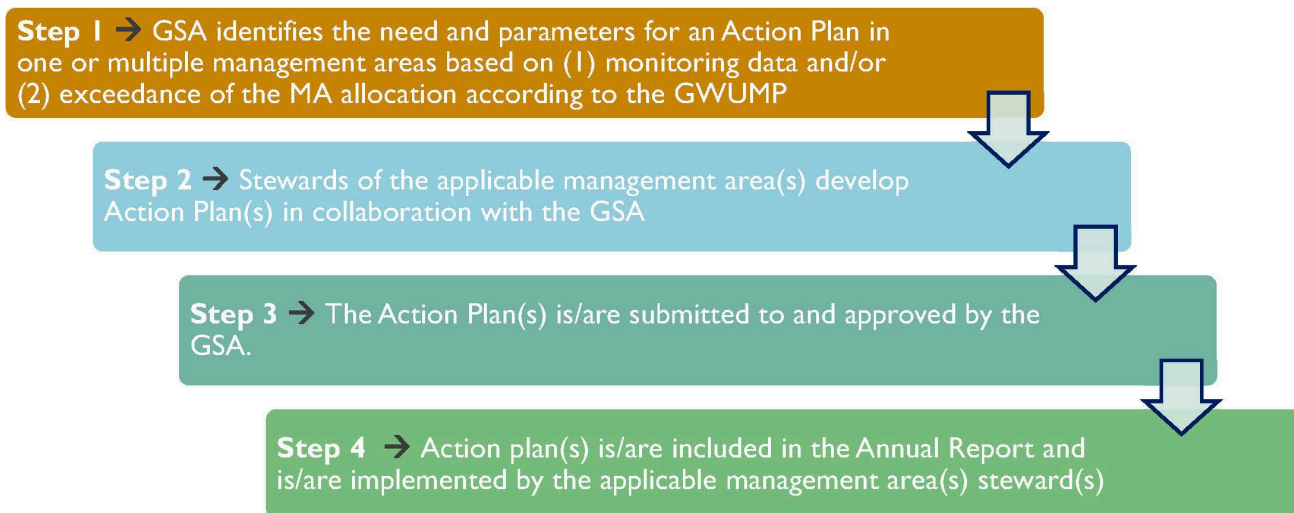 Step 1 → GSA identifies the need and parameters for an Action Plan in
one or multiple management areas based on (1) monitoring data and/or
(2) exceedance of the MA allocation according to the GWUMP
Step 2 → Stewards of the applicable management area(s) develop
Action Plan(s) in collaboration with the GSA
Step 3 → The Action Plan(s) is/are submitted to and approved by the
GSA.
Step 4 → Action plan(s) is/are included in the Annual Report and
is/are implemented by the applicable management area(s) steward(s)